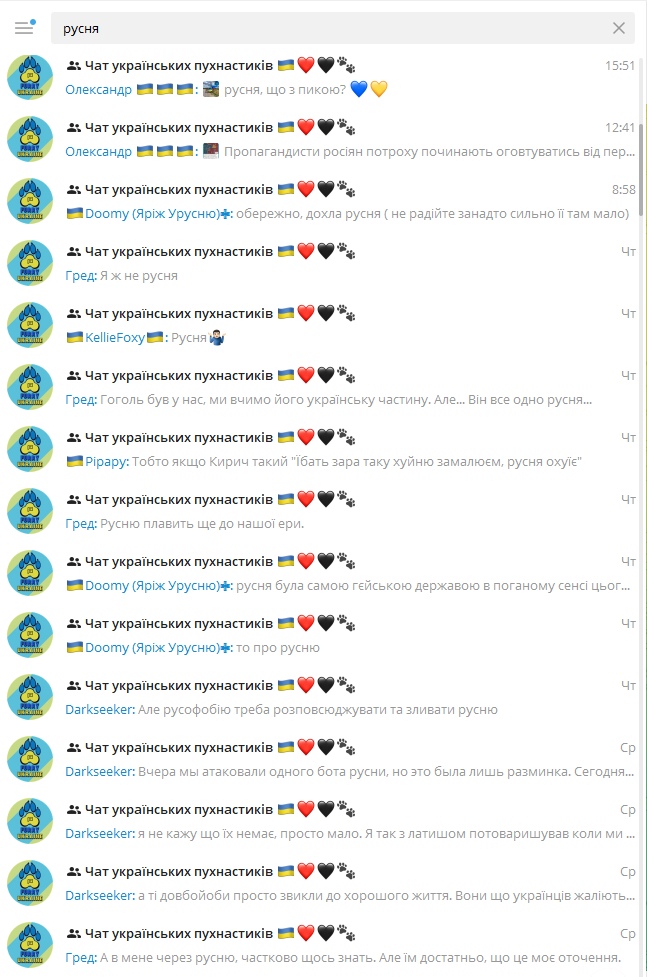 русня
Чат українських пухнастиків 🇺🇦❤️🖤🐾 15:51
Олександр 🇺🇦🇺🇦🇺🇦: русня, що з пикою? 💙💛
Чат українських пухнастиків 🇺🇦❤️🖤🐾 12:41
Олександр 🇺🇦🇺🇦🇺🇦: Пропагандисти росіян потроху починають оговтуватись від пер...
Чат українських пухнастиків 🇺🇦❤️🖤🐾 8:58
🇺🇦Doomy (Яріж Урусню): обережно, дохла русня ( не радійте занадто сильно її там мало)
Чат українських пухнастиків 🇺🇦❤️🖤🐾 Чт
Гред: Я ж не русня
Чат українських пухнастиків 🇺🇦❤️🖤🐾 Чт
🇺🇦KellieFoxy🇺🇦: Русня🤷🏻‍♂️
Чат українських пухнастиків 🇺🇦❤️🖤🐾 Чт
Гред: Гоголь був у нас, ми вчимо його українську частину. Але... Він все одно русня...
Чат українських пухнастиків 🇺🇦❤️🖤🐾 Чт
🇺🇦Pipapy: Тобто якщо Кирич такий "Їбать зара таку хуйню замалюєм, русня охуїє"
Чат українських пухнастиків 🇺🇦❤️🖤🐾 Чт
Гред: Русню плавить ще до нашої ери.
Чат українських пухнастиків 🇺🇦❤️🖤🐾 Чт
🇺🇦Doomy (Яріж Урусню): русня була самою гєйською державою в поганому сенсі цьог...
Чат українських пухнастиків 🇺🇦❤️🖤🐾 Чт
🇺🇦Doomy (Яріж Урусню): то про русню
Чат українських пухнастиків 🇺🇦❤️🖤🐾 Чт
Darkseeker: Але русофобію треба розповсюджувати та зливати русню
Чат українських пухнастиків 🇺🇦❤️🖤🐾 Ср
Darkseeker: Вчера мы атаковали одного бота русни, но это была лишь разминка. Сегодня...
Чат українських пухнастиків 🇺🇦❤️🖤🐾 Ср
Darkseeker: я не кажу що їх немає, просто мало. Я так з латишом потоваришував коли ми ...
Чат українських пухнастиків 🇺🇦❤️🖤🐾 Ср
Darkseeker: а ті довбойоби просто звикли до хорошого життя. Вони що українців жаліють...
Чат українських пухнастиків 🇺🇦❤️🖤🐾 Ср
Гред: А в мене через русню, частково щось знать. Але їм достатньо, що це моє оточення.